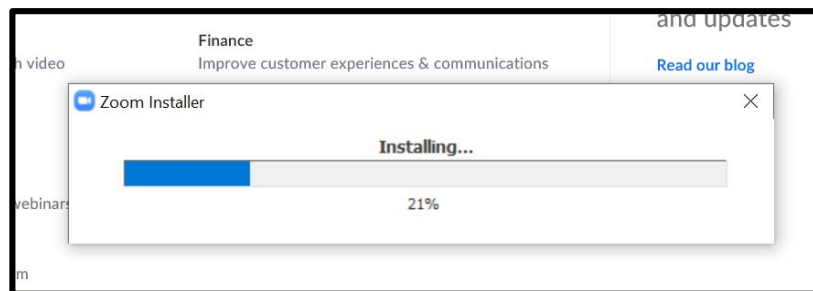 and updates
Finance
h video
Improve customer experiences & communications
Read our blog
Zoom Installer
Installing...
21%
webinars
m